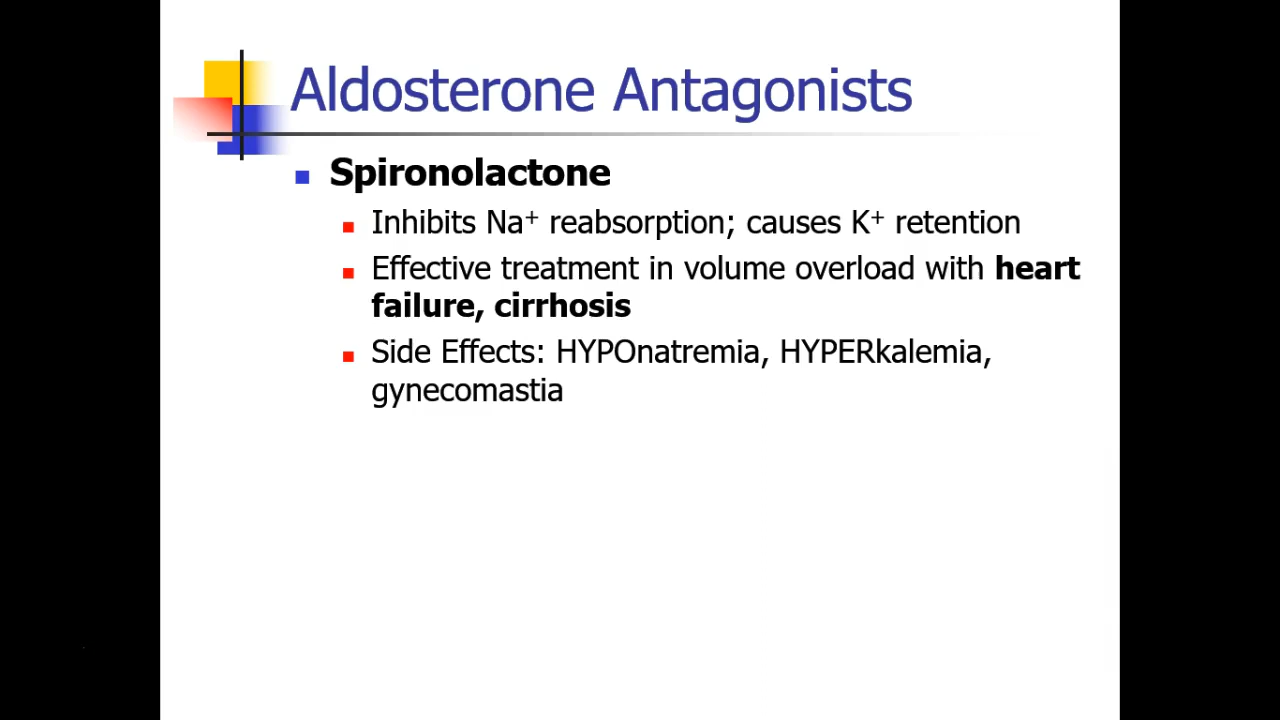 Aldosterone Antagonists
Spironolactone
Inhibits Na⁺ reabsorption; causes K⁺ retention
Effective treatment in volume overload with heart
failure, cirrhosis
Side Effects: HYPOnatremia, HYPERkalemia,
gynecomastia